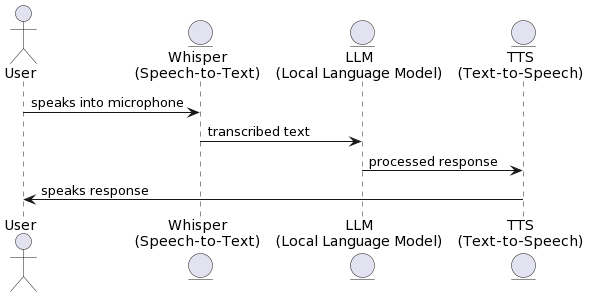 User
Whisper
(Speech-to-Text)
LLM
(Local Language Model)
TTS
(Text-to-Speech)
speaks into microphone
transcribed text
processed response
speaks response
User
Whisper
(Speech-to-Text)
LLM
(Local Language Model)
TTS
(Text-to-Speech)